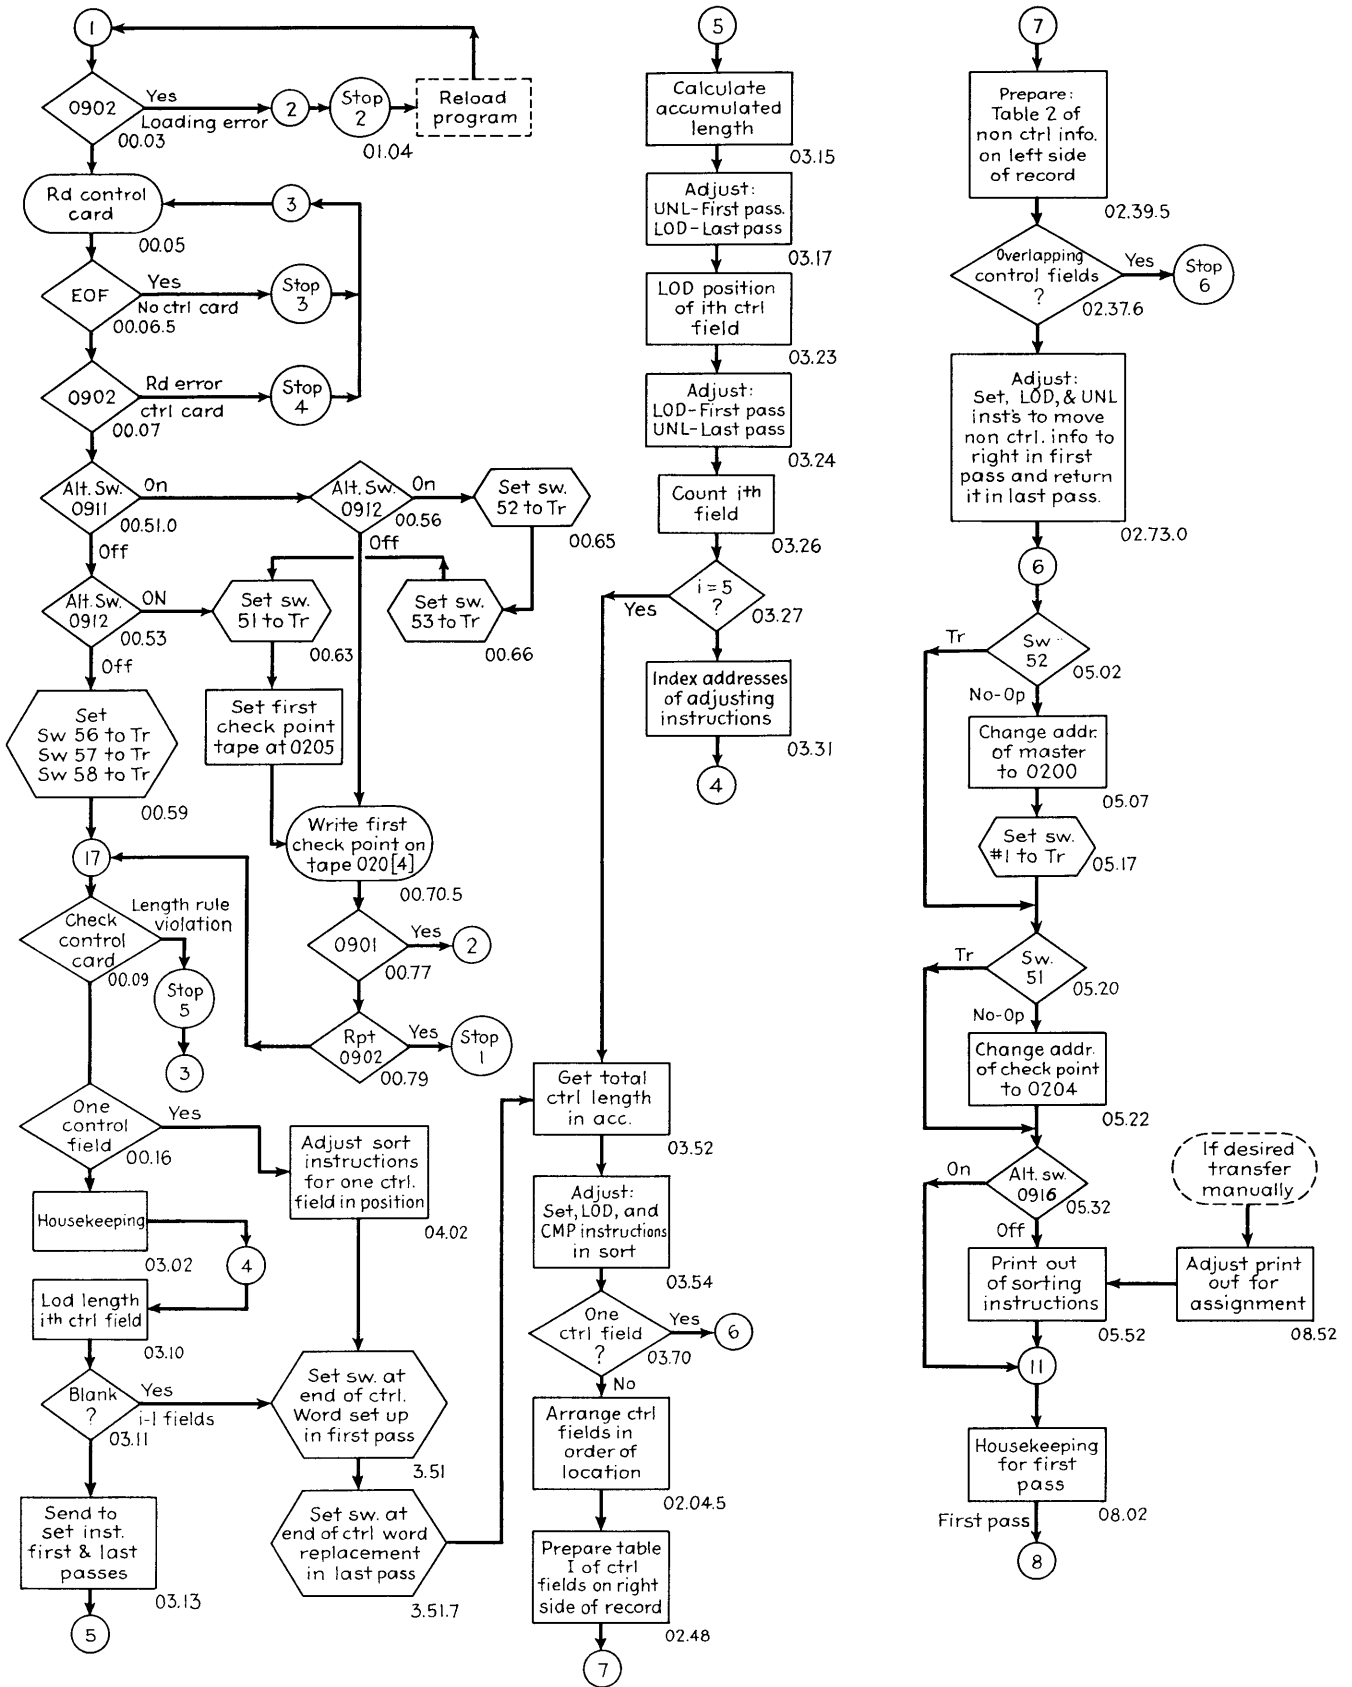 1
0902
Yes
Loading error
00.03
2
Stop
2
01.04
Reload
program
Rd control
card
00.05
3
EOF
Yes
No ctrl card
00.06.5
Stop
3
0902
Rd error
ctrl card
00.07
Stop
4
Alt. Sw.
0911
On
00.51.0
Off
Alt. Sw.
0912
On
00.56
Off
Set sw.
52 to Tr
00.65
Alt. Sw.
0912
ON
00.53
Off
Set sw.
51 to Tr
00.63
Set sw.
53 to Tr
00.66
Set
Sw 56 to Tr
Sw 57 to Tr
Sw 58 to Tr
00.59
Set first
check point
tape at 0205
Write first
check point on
tape 020[4]
00.70.5
17
Check
control
card
00.09
Length rule
violation
Stop
5
3
0901
Yes
00.77
2
Rpt
0902
Yes
00.79
Stop
1
One
control
field
Yes
00.16
Adjust sort
instructions
for one ctrl.
field in position
04.02
Housekeeping
03.02
4
Lod length
ith ctrl field
03.10
Blank
?
Yes
i-1 fields
03.11
Set sw. at
end of ctrl.
Word set up
in first pass
3.51
Send to
set inst.
first & last
passes
03.13
5
Set sw. at
end of ctrl word
replacement
in last pass
3.51.7
5
Calculate
accumulated
length
03.15
Adjust:
UNL-First pass.
LOD-Last pass
03.17
LOD position
of ith ctrl
field
03.23
Adjust:
LOD-First pass
UNL-Last pass
03.24
Count ith
field
03.26
i = 5
?
Yes
03.27
Index addresses
of adjusting
instructions
03.31
4
Get total
ctrl length
in acc.
03.52
Adjust:
Set, LOD, and
CMP instructions
in sort
03.54
One
ctrl field
?
Yes
03.70
6
No
Arrange ctrl
fields in
order of
location
02.04.5
Prepare table
I of ctrl
fields on right
side of record
02.48
7
7
Prepare:
Table 2 of
non ctrl info.
on left side
of record
02.39.5
Overlapping
control fields
?
Yes
02.37.6
Stop
6
Adjust:
Set, LOD, & UNL
inst's to move
non ctrl. info to
right in first
pass and return
it in last pass.
02.73.0
6
Sw
52
Tr
05.02
No-Op
Change addr.
of master
to 0200
05.07
Set sw.
#1 to Tr
05.17
Sw.
51
Tr
05.20
No-Op
Change addr.
of check point
to 0204
05.22
Alt. sw.
0916
On
05.32
Off
If desired
transfer
manually
Print out
of sorting
instructions
05.52
Adjust print
out for
assignment
08.52
11
Housekeeping
for first
pass
08.02
First pass
8